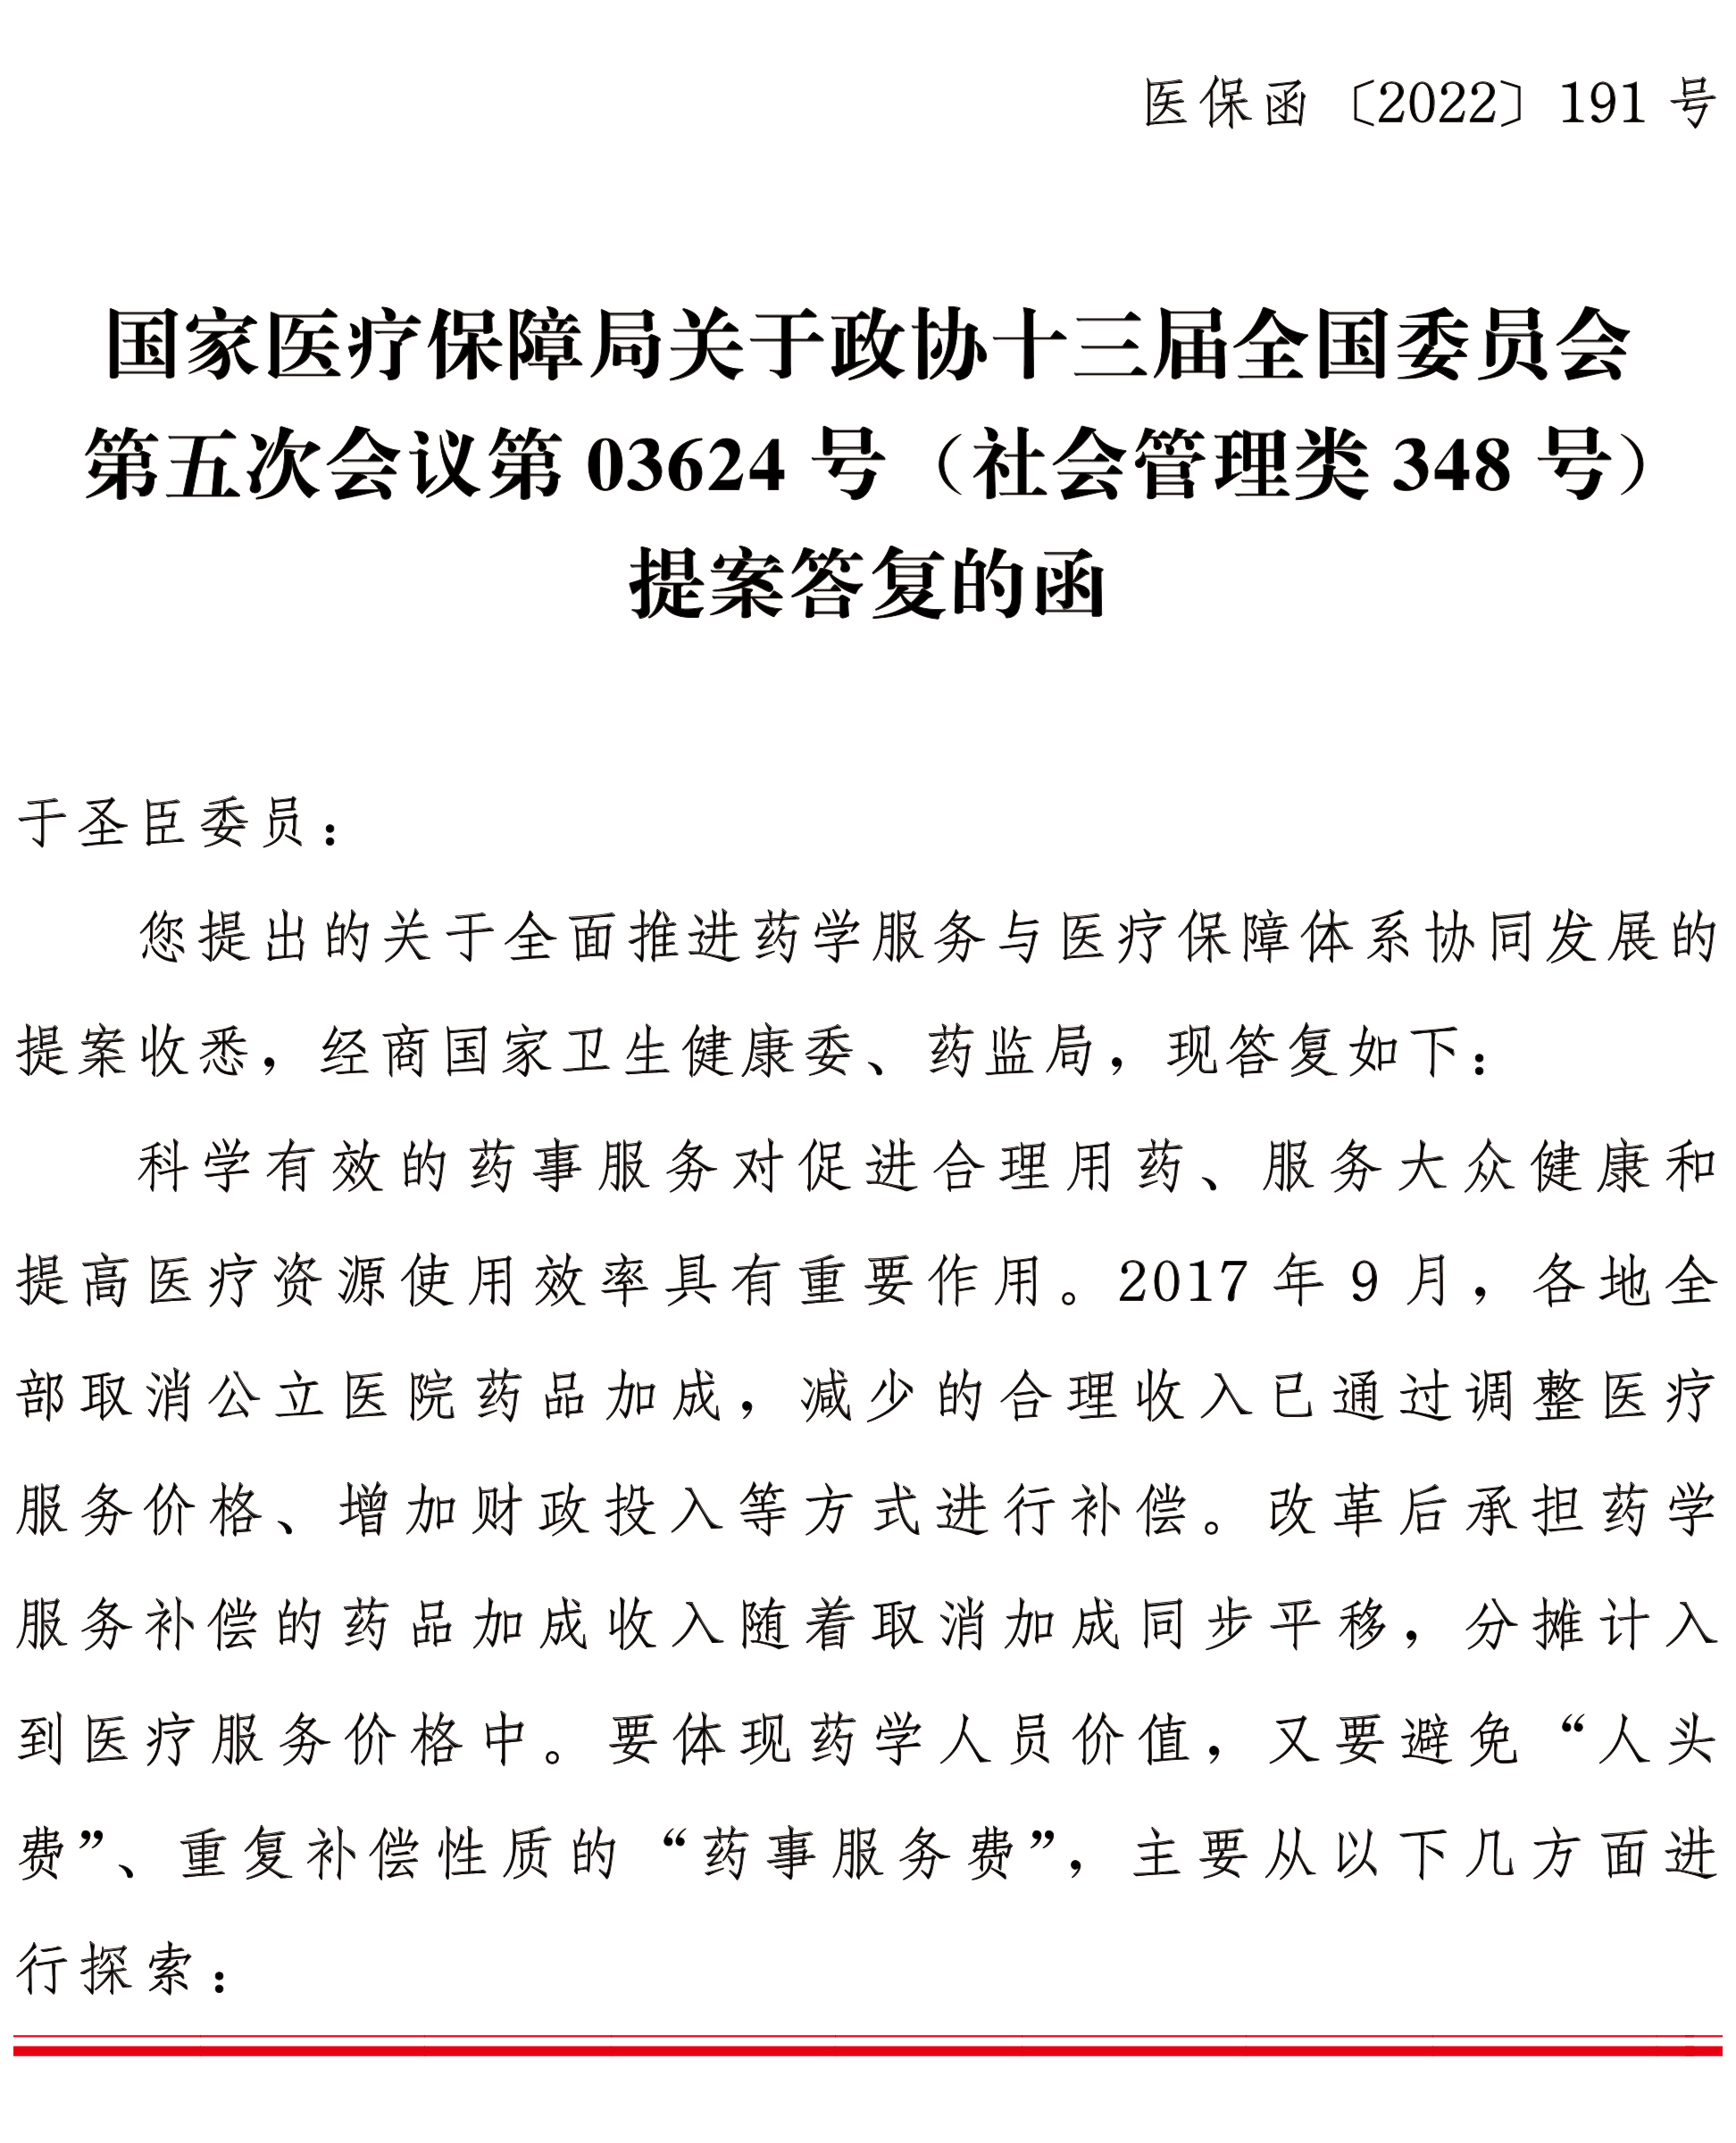 医保函〔2022〕191 号
国家医疗保障局关于政协十三届全国委员会
第五次会议第 03624 号（社会管理类 348 号）
提案答复的函
于圣臣委员：
您提出的关于全面推进药学服务与医疗保障体系协同发展的
提案收悉，经商国家卫生健康委、药监局，现答复如下：
科学有效的药事服务对促进合理用药、服务大众健康和
提高医疗资源使用效率具有重要作用。2017 年 9 月，各地全
部取消公立医院药品加成，减少的合理收入已通过调整医疗
服务价格、增加财政投入等方式进行补偿。改革后承担药学
服务补偿的药品加成收入随着取消加成同步平移，分摊计入
到医疗服务价格中。要体现药学人员价值，又要避免“人头
费”、重复补偿性质的“药事服务费”，主要从以下几方面进
行探索：